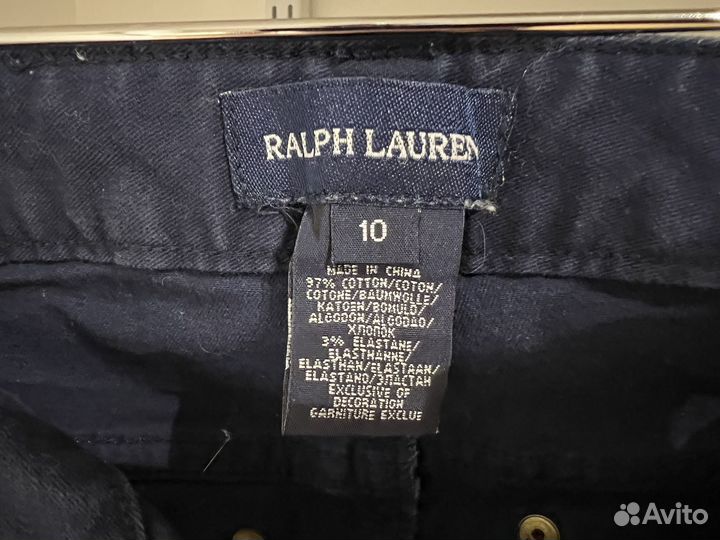 RALPH LAUREN
10
MADE IN CHINA
97% COTTON/COTON/
COTONE/BAUMWOLLE/
KATOEN/BOMULD/
ALGODON/ALGODAO/
ХЛОПОК
3% ELASTANE/
ELASTHANNE/
ELASTHAN/ELASTAAN/
ELASTANO/ЭЛАСТАН
EXCLUSIVE OF
DECORATION
GARNITURE EXCLUE
Avito